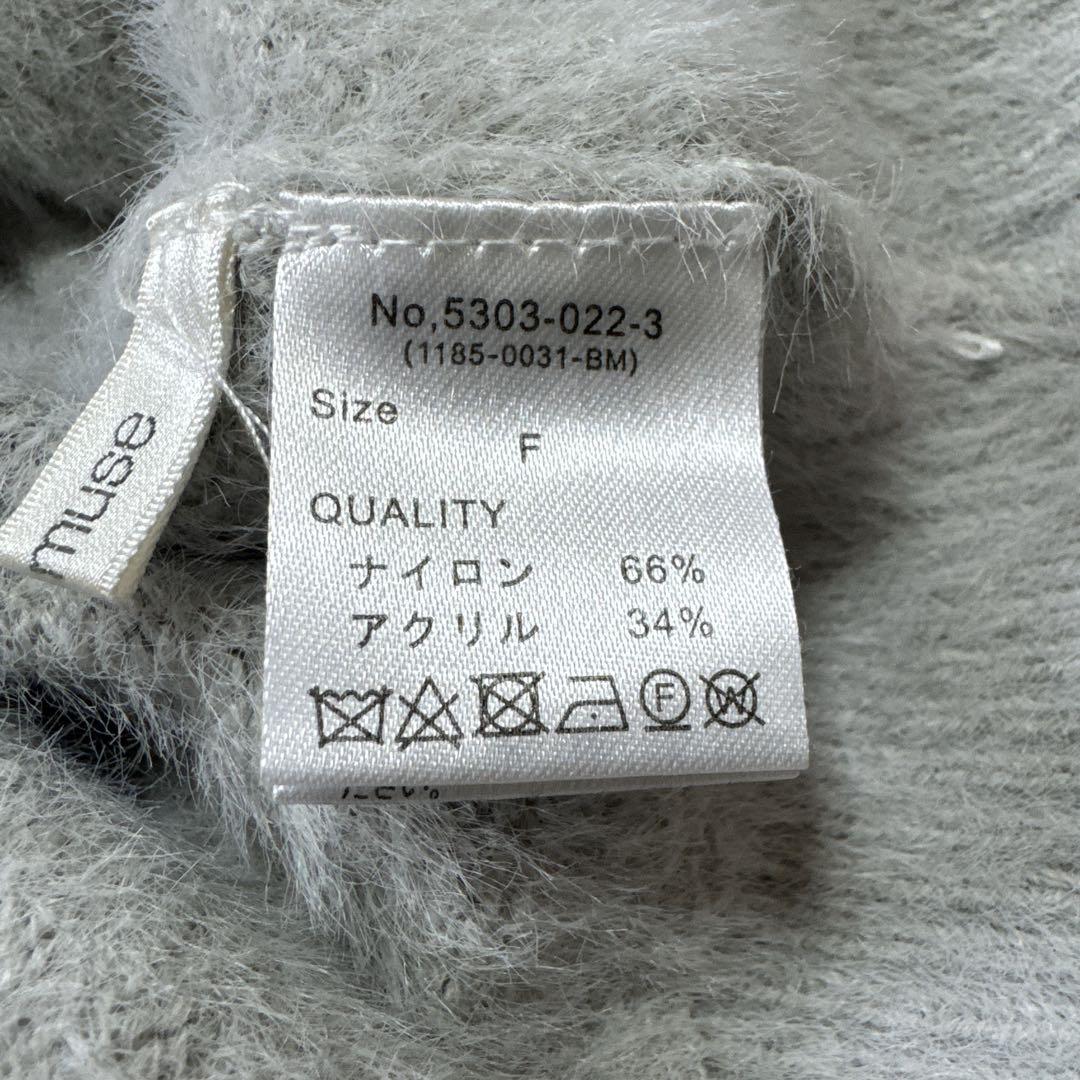 muse
No,5303-022-3
(1185-0031-BM)
Size
F
QUALITY
ナイロン 66%
アクリル 34%
F
W